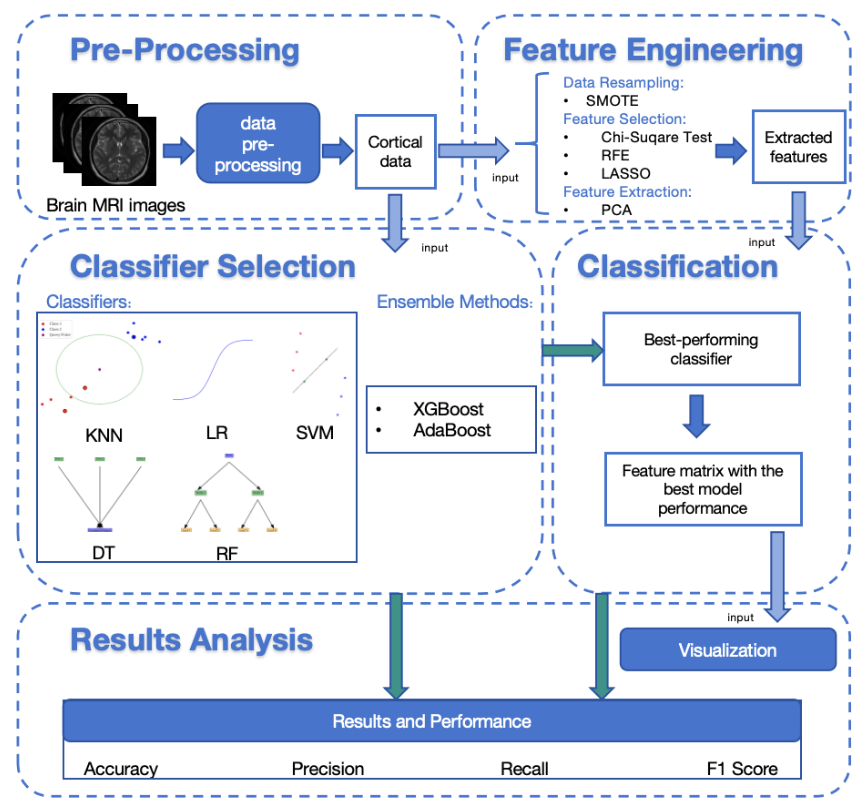 Pre-Processing
data
pre-
processing
Cortical
data
Brain MRI images
input
Feature Engineering
Data Resampling:
• SMOTE
Feature Selection:
• Chi-Suqare Test
• RFE
• LASSO
Feature Extraction:
• PCA
Extracted
features
input
input
Classifier Selection
Classifiers:
KNN
LR
SVM
DT
RF
Ensemble Methods:
• XGBoost
• AdaBoost
Classification
Best-performing
classifier
Feature matrix with the
best model
performance
input
Results Analysis
Visualization
Results and Performance
Accuracy
Precision
Recall
F1 Score